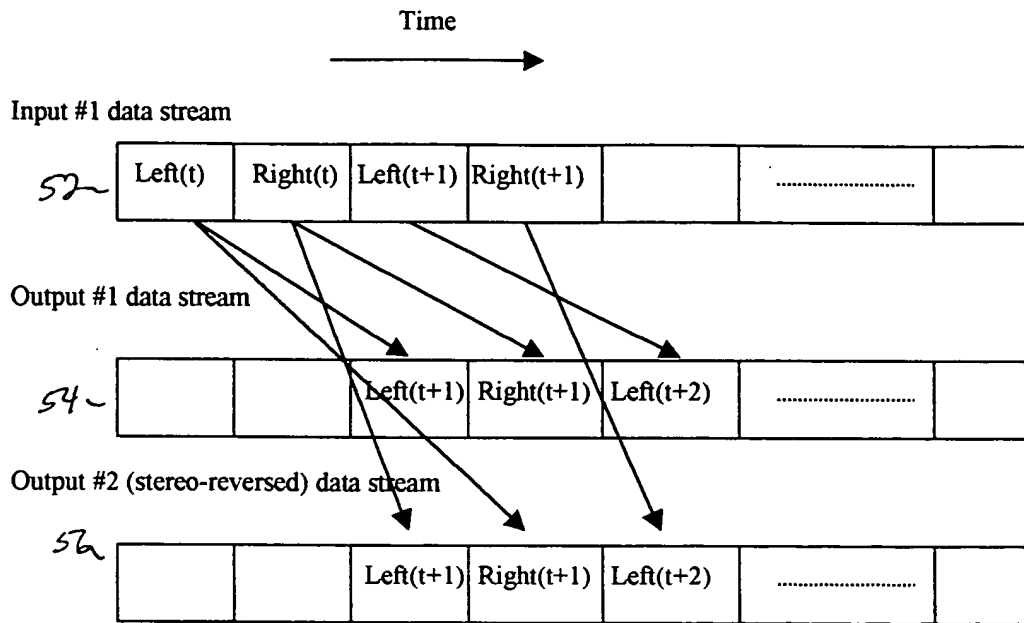 Time
Input #1 data stream
52
Left(t) Right(t) Left(t+1) Right(t+1) ........................
Output #1 data stream
54
Left(t+1) Right(t+1) Left(t+2) ........................
Output #2 (stereo-reversed) data stream
56
Left(t+1) Right(t+1) Left(t+2) ........................